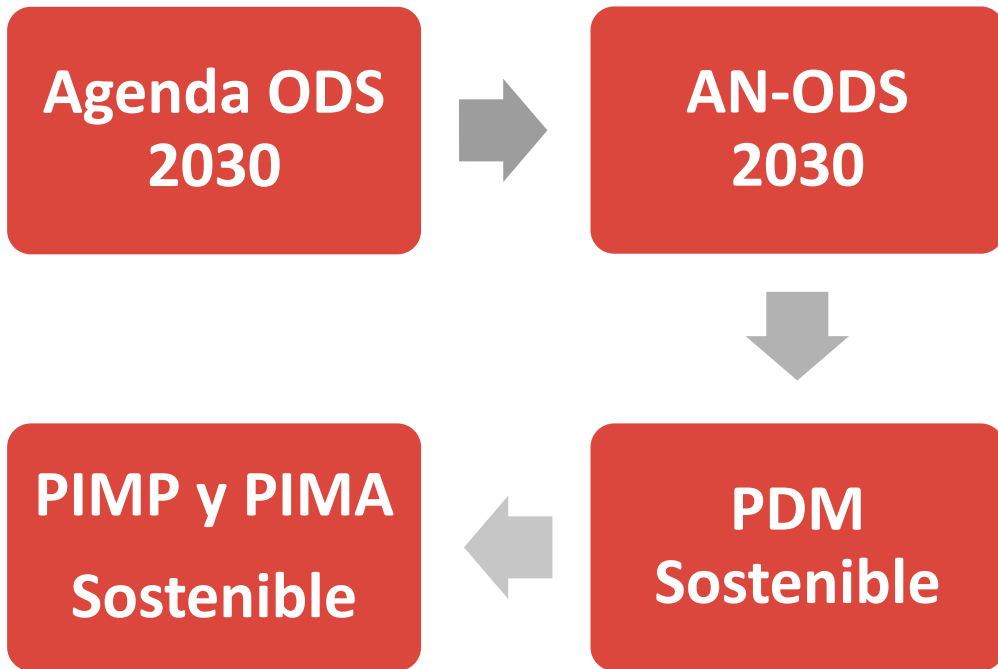 Agenda ODS
2030
AN-ODS
2030
PDM
Sostenible
PIMP y PIMA
Sostenible